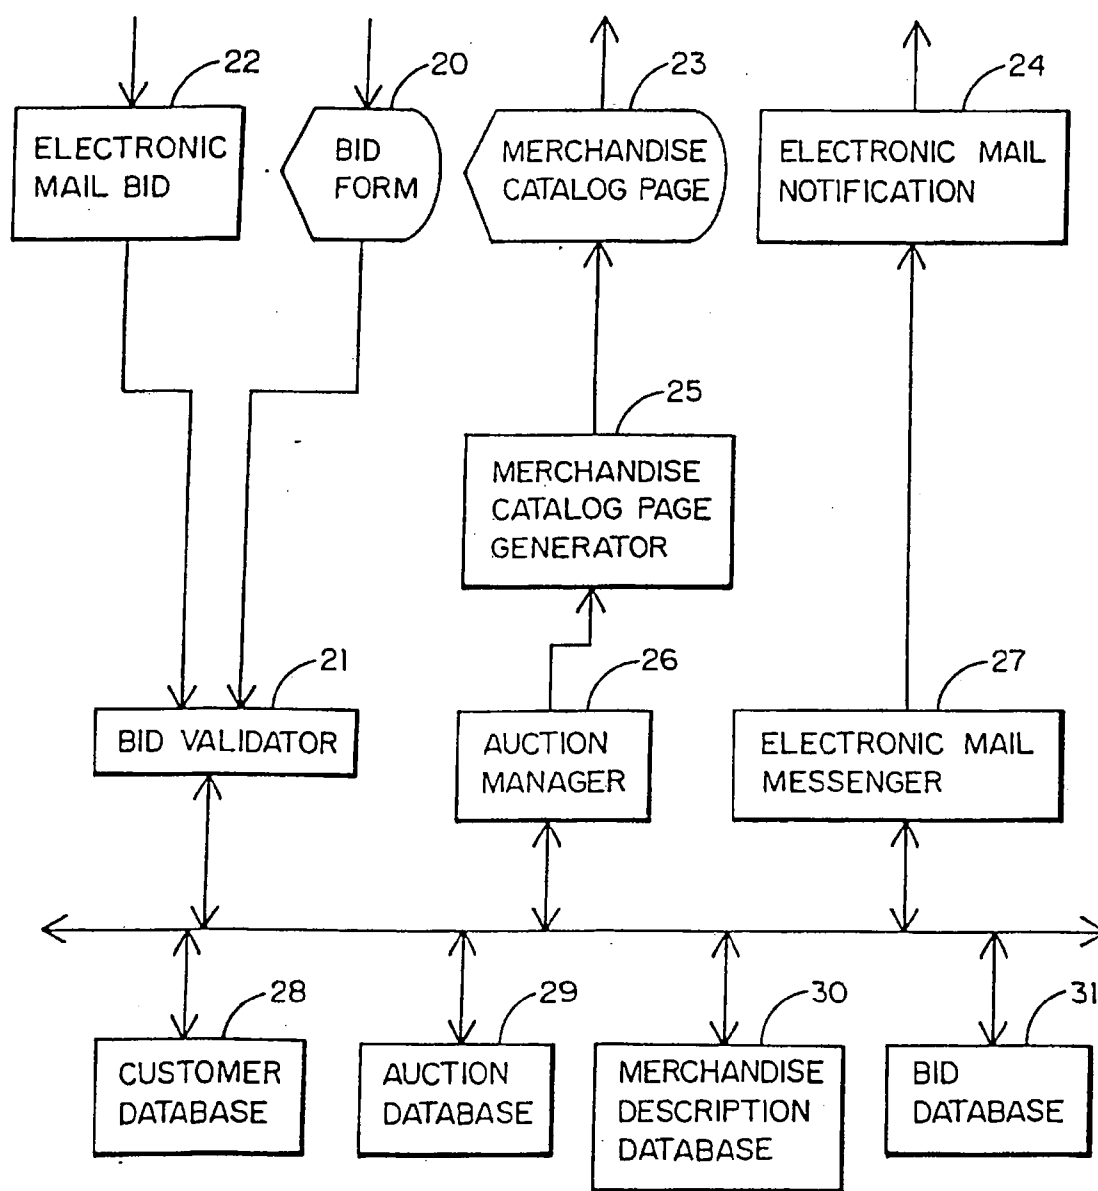 22
20
23
24
ELECTRONIC
MAIL BID
BID
FORM
MERCHANDISE
CATALOG PAGE
ELECTRONIC MAIL
NOTIFICATION
25
MERCHANDISE
CATALOG PAGE
GENERATOR
21
26
27
BID VALIDATOR
AUCTION
MANAGER
ELECTRONIC MAIL
MESSENGER
28
29
30
31
CUSTOMER
DATABASE
AUCTION
DATABASE
MERCHANDISE
DESCRIPTION
DATABASE
BID
DATABASE